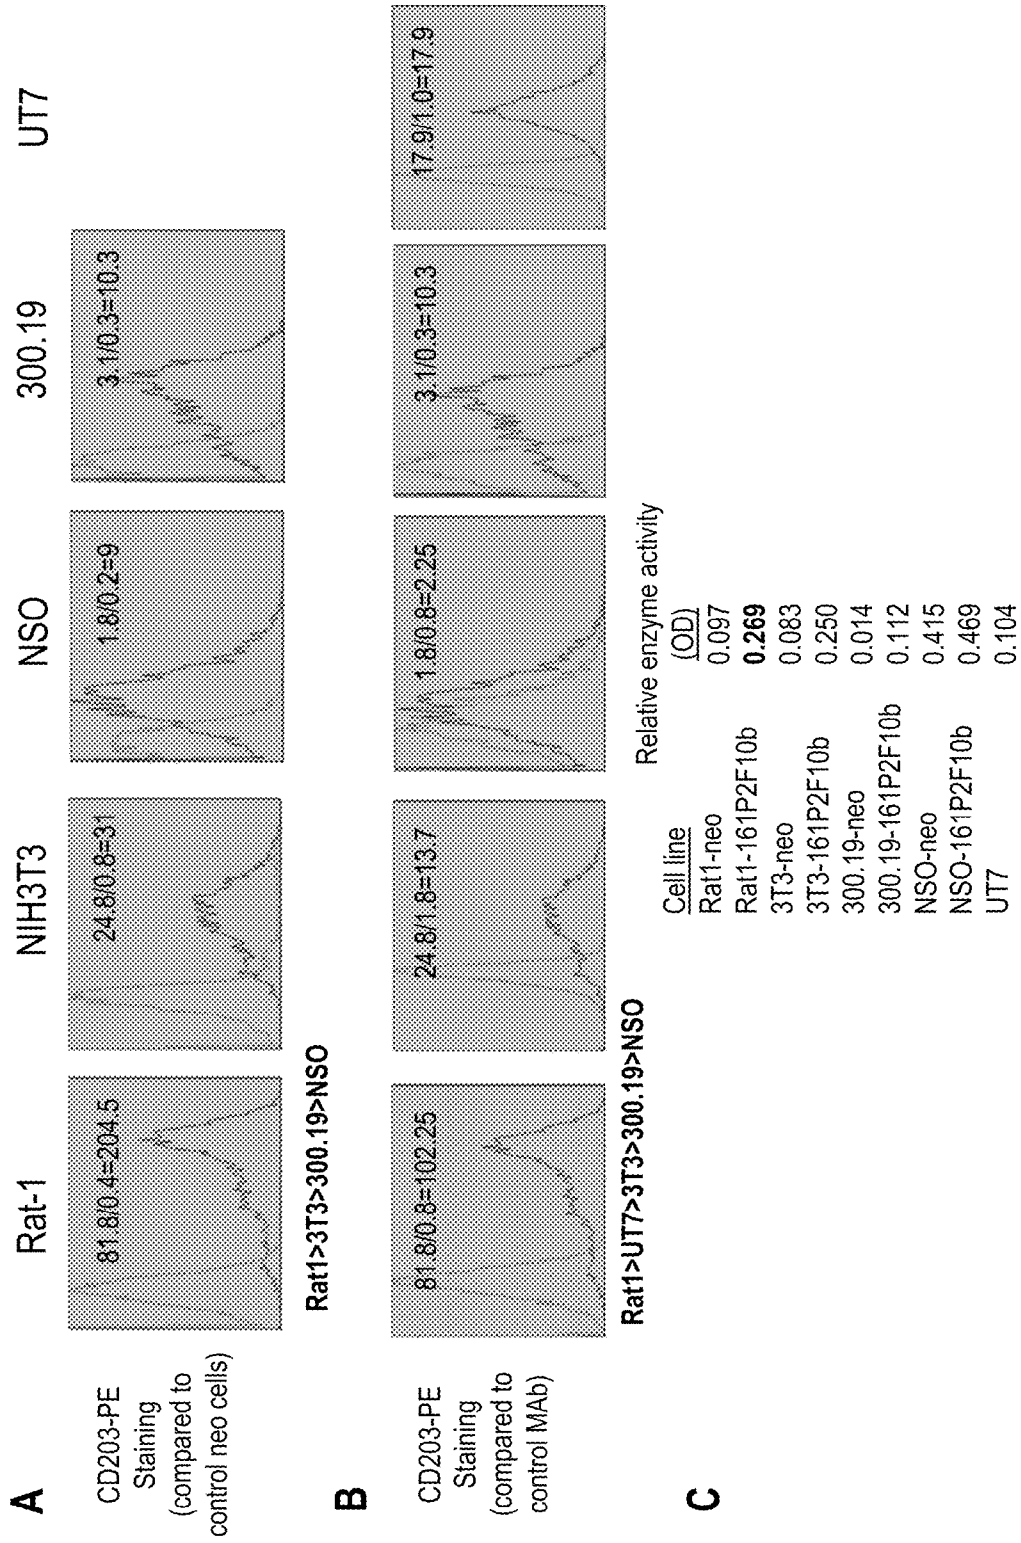 Rat-1
NIH3T3
NSO
300.19
UT7
A
CD203-PE
Staining
(compared to
control neo cells)
81.8/0.4=204.5
24.8/0.8=31
1.8/0.2=9
3.1/0.3=10.3
Rat1>3T3>300.19>NSO
B
CD203-PE
Staining
(compared to
control MAb)
81.8/0.8=102.25
24.8/1.8=13.7
1.8/0.8=2.25
3.1/0.3=10.3
17.9/1.0=17.9
Rat1>UT7>3T3>300.19>NSO
C
Relative enzyme activity
Cell line (OD)
Rat1-neo 0.097
Rat1-161P2F10b 0.269
3T3-neo 0.083
3T3-161P2F10b 0.250
300.19-neo 0.014
300.19-161P2F10b 0.112
NSO-neo 0.415
NSO-161P2F10b 0.469
UT7 0.104